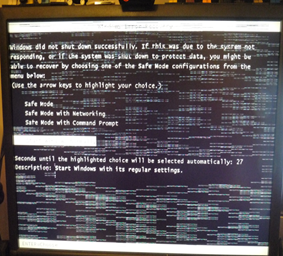 Windows did not shut down successfully. If this was due to the system not
responding, or if the system was shut down to protect data, you might be
able to recover by choosing one of the Safe Mode configurations from the
menu below:
(Use the arrow keys to highlight your choice.)
Safe Mode
Safe Mode with Networking
Safe Mode with Command Prompt
Seconds until the highlighted choice will be selected automatically: 27
Description: Start Windows with its regular settings.